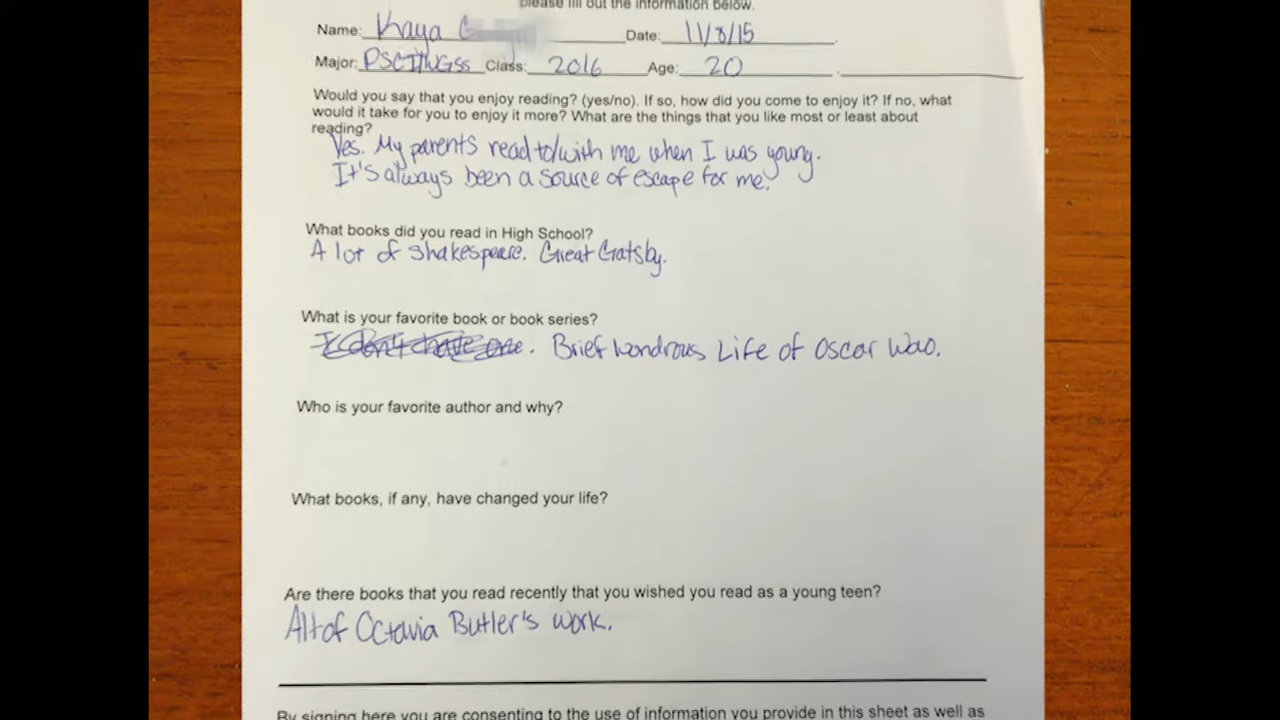 please fill out the information below.
Name: Kaya Date: 11/8/15
Major: Class: 2016 Age: 20
Would you say that you enjoy reading? (yes/no). If so, how did you come to enjoy it? If no, what
would it take for you to enjoy it more? What are the things that you like most or least about
reading?
Yes. My parents read to/with me when I was young.
It's always been a source of escape for me.
What books did you read in High School?
A lot of Shakespeare. Great Gratsby.
What is your favorite book or book series?
I don't have one. Brief Wondrous Life of Oscar Wao.
Who is your favorite author and why?
What books, if any, have changed your life?
Are there books that you read recently that you wished you read as a young teen?
of Octavia Butler's work.
By signing here you are consenting to the use of information you provide in this sheet as well as